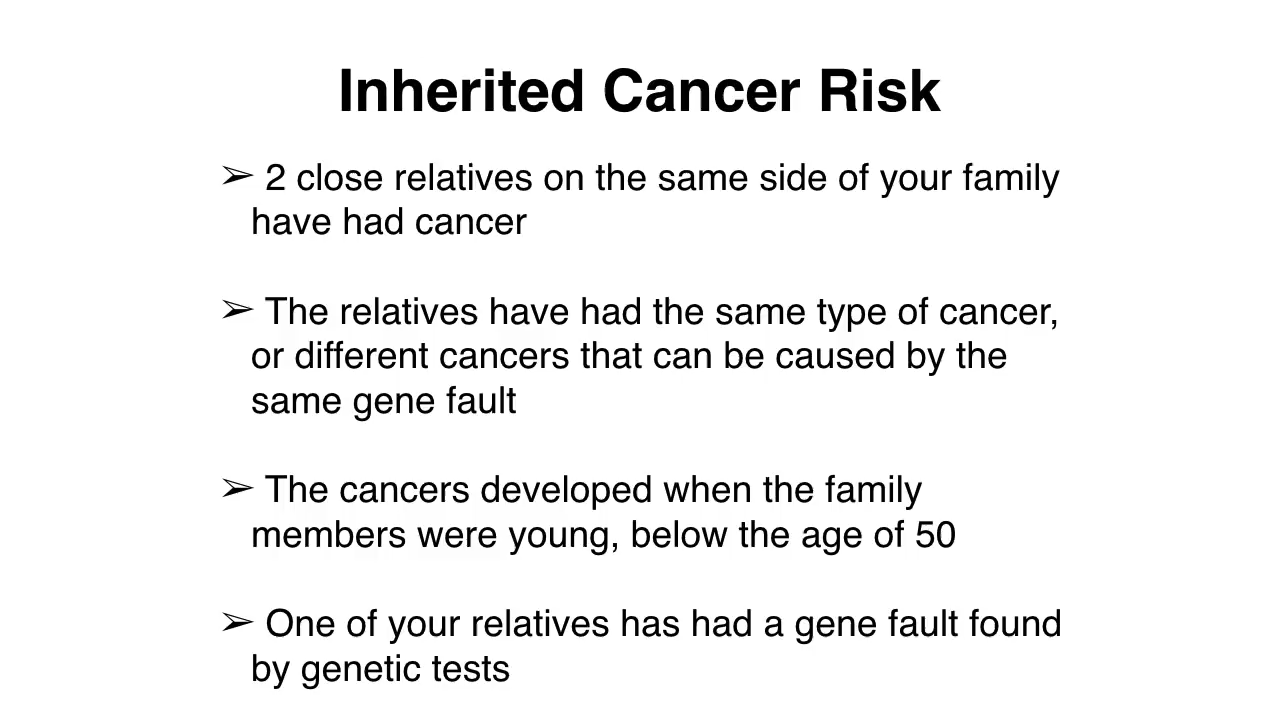 Inherited Cancer Risk
➢ 2 close relatives on the same side of your family
have had cancer
➢ The relatives have had the same type of cancer,
or different cancers that can be caused by the
same gene fault
➢ The cancers developed when the family
members were young, below the age of 50
➢ One of your relatives has had a gene fault found
by genetic tests